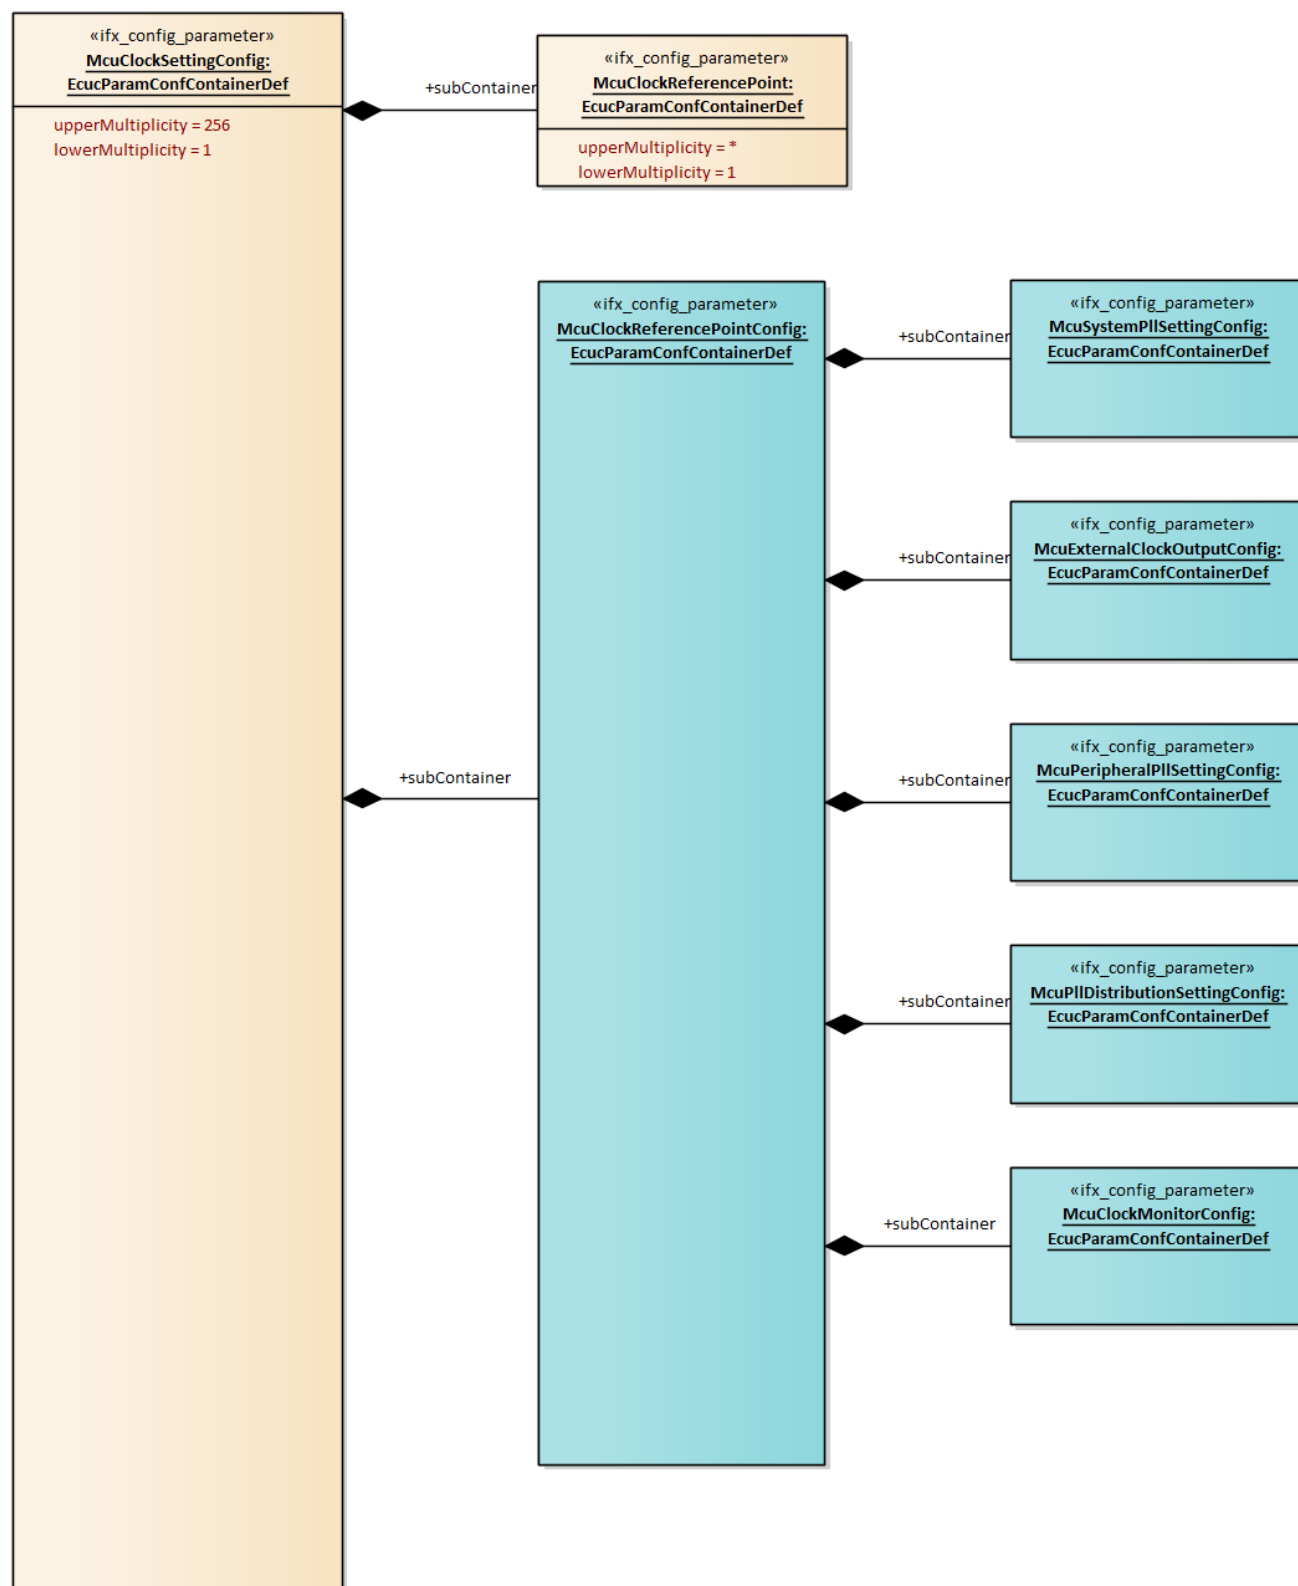 «ifx_config_parameter»
McuClockSettingConfig:
EcucParamConfContainerDef
upperMultiplicity = 256
lowerMultiplicity = 1
+subContainer
«ifx_config_parameter»
McuClockReferencePoint:
EcucParamConfContainerDef
upperMultiplicity = *
lowerMultiplicity = 1
+subContainer
«ifx_config_parameter»
McuClockReferencePointConfig:
EcucParamConfContainerDef
+subContainer
«ifx_config_parameter»
McuSystemPllSettingConfig:
EcucParamConfContainerDef
+subContainer
«ifx_config_parameter»
McuExternalClockOutputConfig:
EcucParamConfContainerDef
+subContainer
«ifx_config_parameter»
McuPeripheralPllSettingConfig:
EcucParamConfContainerDef
+subContainer
«ifx_config_parameter»
McuPllDistributionSettingConfig:
EcucParamConfContainerDef
+subContainer
«ifx_config_parameter»
McuClockMonitorConfig:
EcucParamConfContainerDef